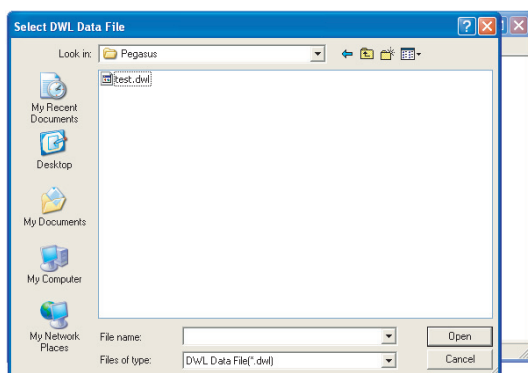 Select DWL Data File
Look in: Pegasus
test.dwl
My Recent
Documents
Desktop
My Documents
My Computer
My Network
Places
File name:
Open
Files of type: DWL Data File(*.dwl)
Cancel